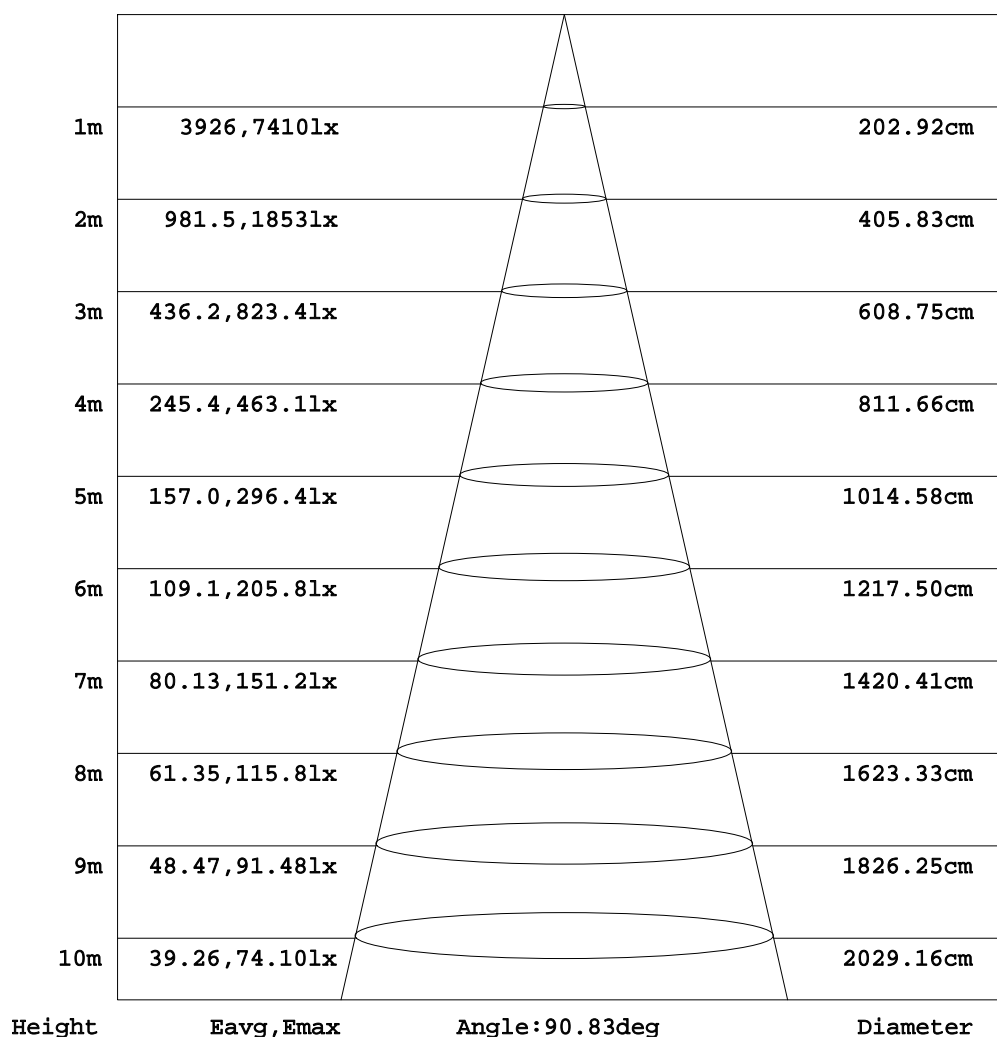 1m 3926,7410lx 202.92cm
2m 981.5,1853lx 405.83cm
3m 436.2,823.4lx 608.75cm
4m 245.4,463.1lx 811.66cm
5m 157.0,296.4lx 1014.58cm
6m 109.1,205.8lx 1217.50cm
7m 80.13,151.2lx 1420.41cm
8m 61.35,115.8lx 1623.33cm
9m 48.47,91.48lx 1826.25cm
10m 39.26,74.10lx 2029.16cm
Height Eavg,Emax Angle:90.83deg Diameter